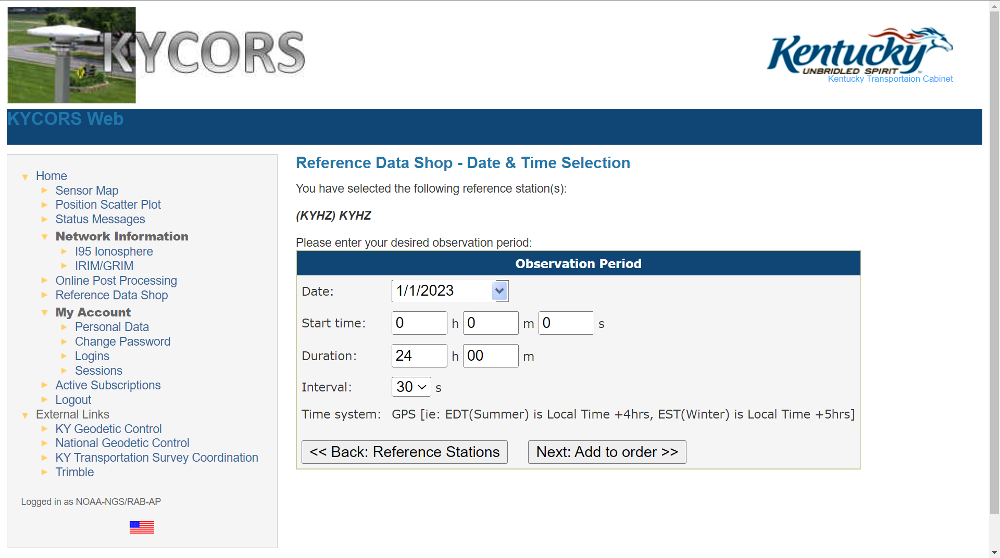 KYCORS
Kentucky
UNBRIDLED SPIRIT
Kentucky Transportaion Cabinet
KYCORS Web
Home
Sensor Map
Position Scatter Plot
Status Messages
Network Information
I95 Ionosphere
IRIM/GRIM
Online Post Processing
Reference Data Shop
My Account
Personal Data
Change Password
Logins
Sessions
Active Subscriptions
Logout
External Links
KY Geodetic Control
National Geodetic Control
KY Transportation Survey Coordination
Trimble
Logged in as NOAA-NGS/RAB-AP
Reference Data Shop - Date & Time Selection
You have selected the following reference station(s):
(KYHZ) KYHZ
Please enter your desired observation period:
Observation Period
Date: 1/1/2023
Start time: 0 h 0 m 0 s
Duration: 24 h 00 m
Interval: 30 s
Time system: GPS [ie: EDT(Summer) is Local Time +4hrs, EST(Winter) is Local Time +5hrs]
<< Back: Reference Stations Next: Add to order >>